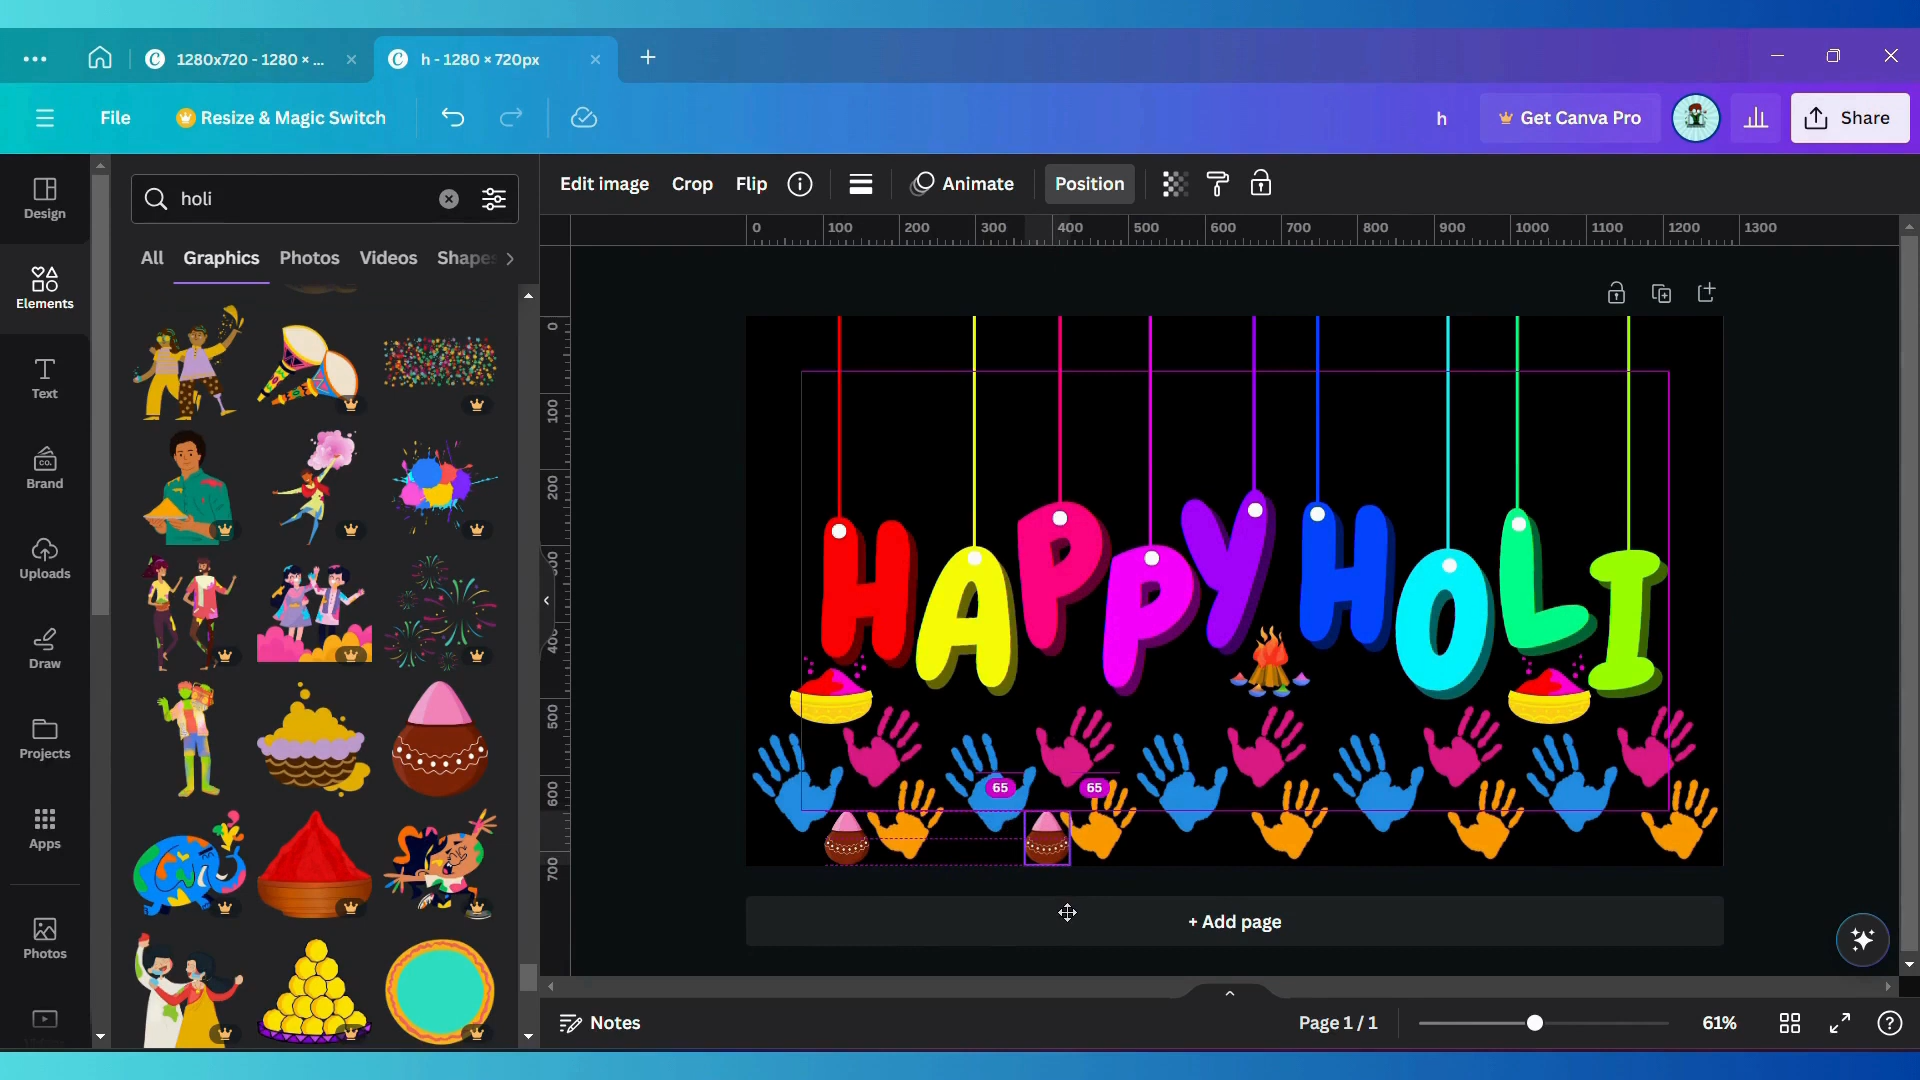 1280x720 - 1280 × ...
h - 1280 × 720px
File
Resize & Magic Switch
h
Get Canva Pro
Share
Design
Elements
Text
CO.
Brand
Uploads
Draw
Projects
Apps
Photos
holi
All Graphics Photos Videos Shapes
Edit image Crop Flip Animate Position
0 100 200 300 400 500 600 700 800 900 1000 1100 1200 1300
0
100
200
600
700
HAPPY HOLI
65 65
+ Add page
Notes
Page 1 / 1
61%